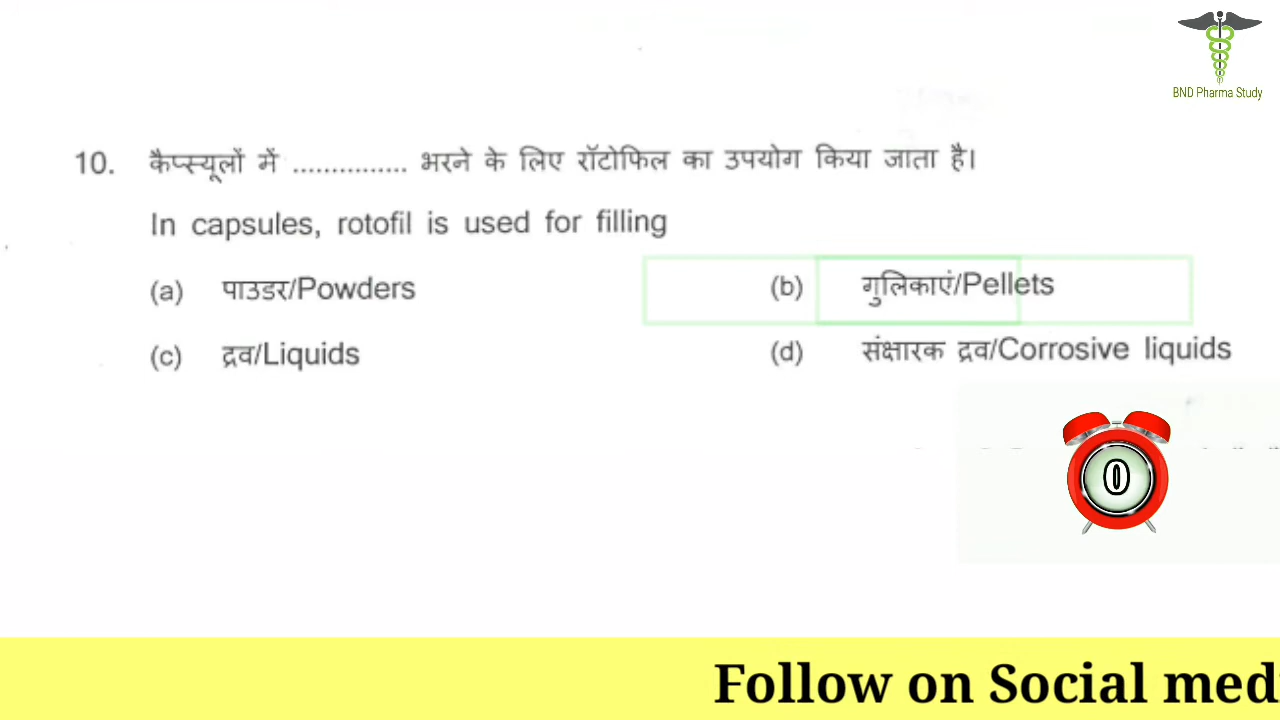 BND Pharma Study
10. कैप्स्यूलों में ............... भरने के लिए रॉटोफिल का उपयोग किया जाता है।
In capsules, rotofil is used for filling
(a) पाउडर/Powders (b) गुलिकाएं/Pellets
(c) द्रव/Liquids (d) संक्षारक द्रव/Corrosive liquids
0
Follow on Social med